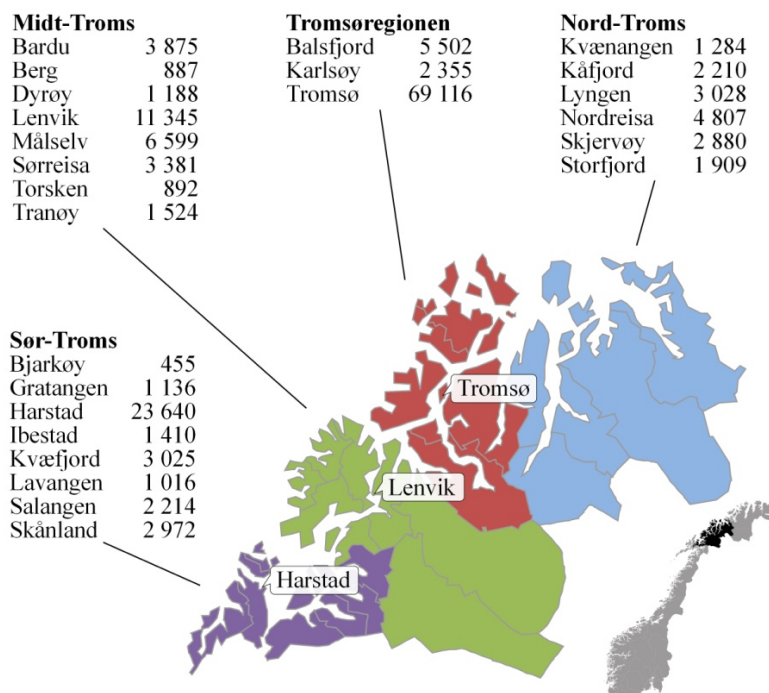 Midt-Troms
Bardu 3 875
Berg 887
Dyrøy 1 188
Lenvik 11 345
Målselv 6 599
Sørreisa 3 381
Torsken 892
Tranøy 1 524
Tromsøregionen
Balsfjord 5 502
Karlsøy 2 355
Tromsø 69 116
Nord-Troms
Kvænangen 1 284
Kåfjord 2 210
Lyngen 3 028
Nordreisa 4 807
Skjervøy 2 880
Storfjord 1 909
Sør-Troms
Bjarkøy 455
Gratangen 1 136
Harstad 23 640
Ibestad 1 410
Kvæfjord 3 025
Lavangen 1 016
Salangen 2 214
Skånland 2 972
Tromsø
Lenvik
Harstad